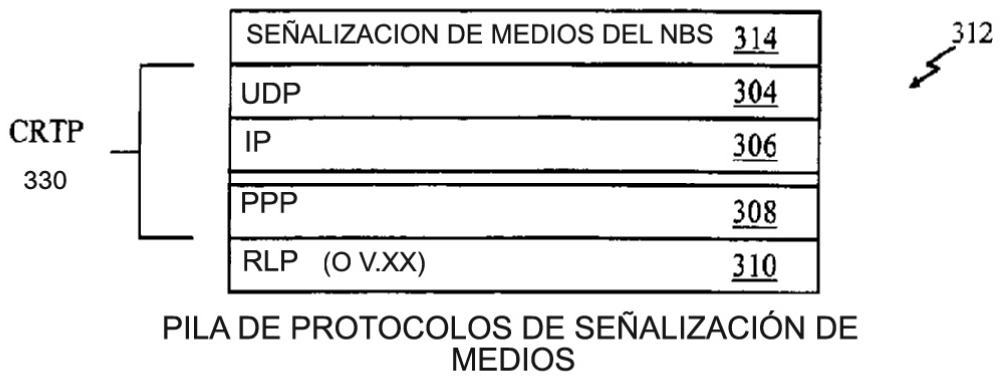 SEÑALIZACION DE MEDIOS DEL NBS 314
312
UDP 304
CRTP
330
IP 306
PPP 308
RLP (O V.XX) 310
PILA DE PROTOCOLOS DE SEÑALIZACIÓN DE
MEDIOS